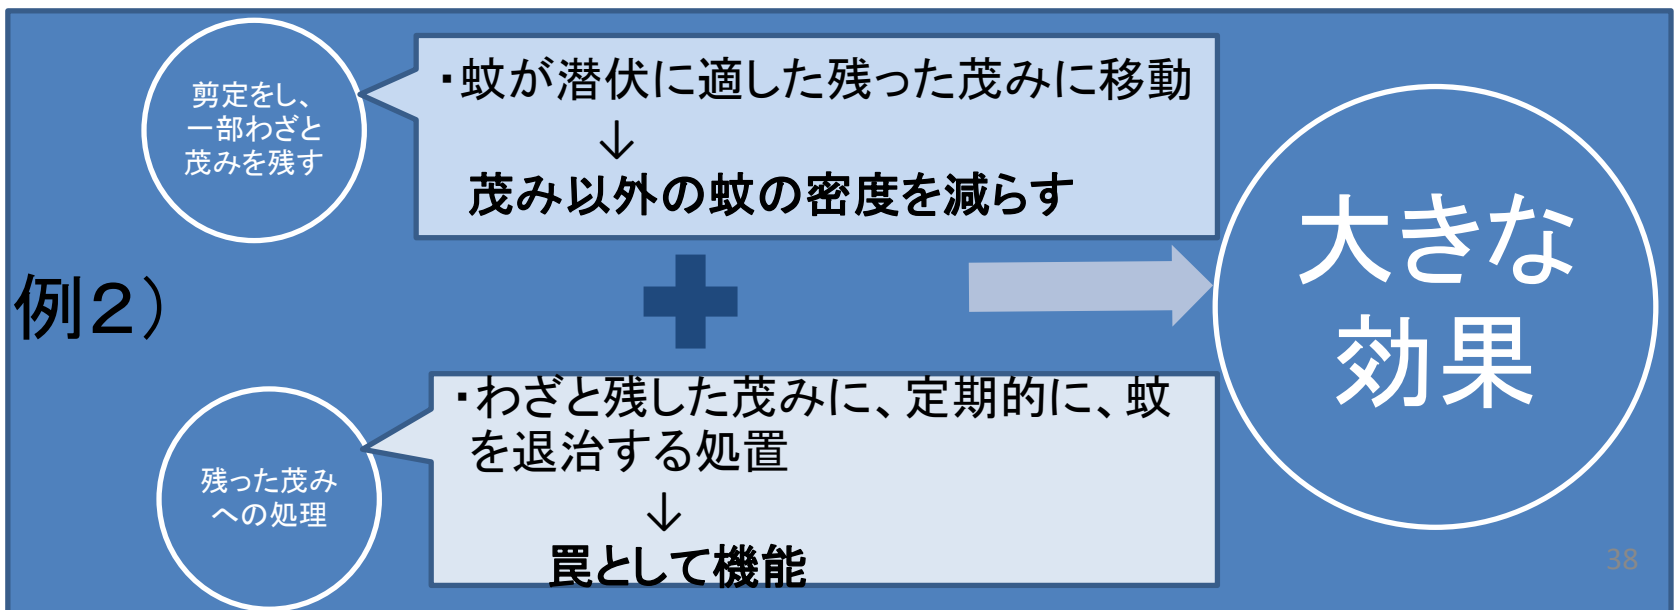 剪定をし、
一部わざと
茂みを残す
・蚊が潜伏に適した残った茂みに移動
↓
茂み以外の蚊の密度を減らす
例２）
大きな
効果
残った茂み
への処理
・わざと残した茂みに、定期的に、蚊
を退治する処置
↓
罠として機能
38